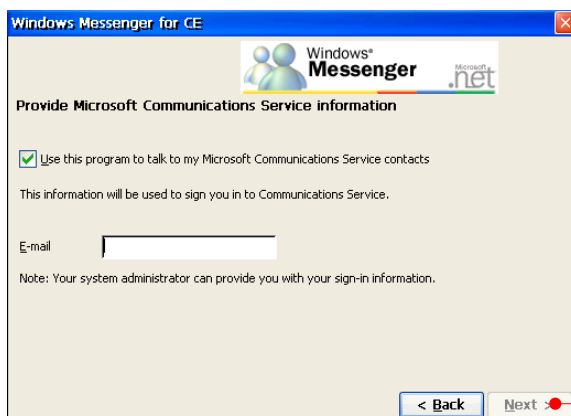 Windows Messenger for CE
Windows®
Messenger
Microsoft
.net
Provide Microsoft Communications Service information
Use this program to talk to my Microsoft Communications Service contacts
This information will be used to sign you in to Communications Service.
E-mail
Note: Your system administrator can provide you with your sign-in information.
< Back
Next >